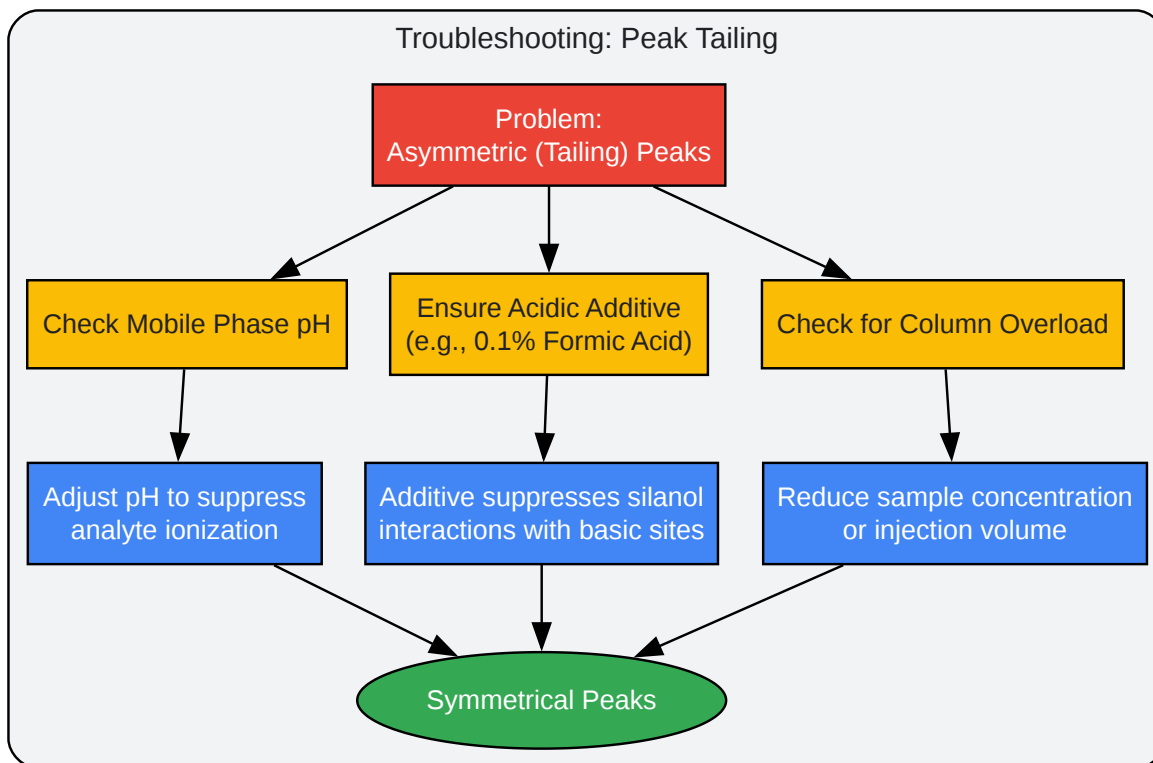 Troubleshooting: Peak Tailing
Problem:
Asymmetric (Tailing) Peaks
Check Mobile Phase pH
Ensure Acidic Additive
(e.g., 0.1% Formic Acid)
Check for Column Overload
Adjust pH to suppress
analyte ionization
Additive suppresses silanol
interactions with basic sites
Reduce sample concentration
or injection volume
Symmetrical Peaks